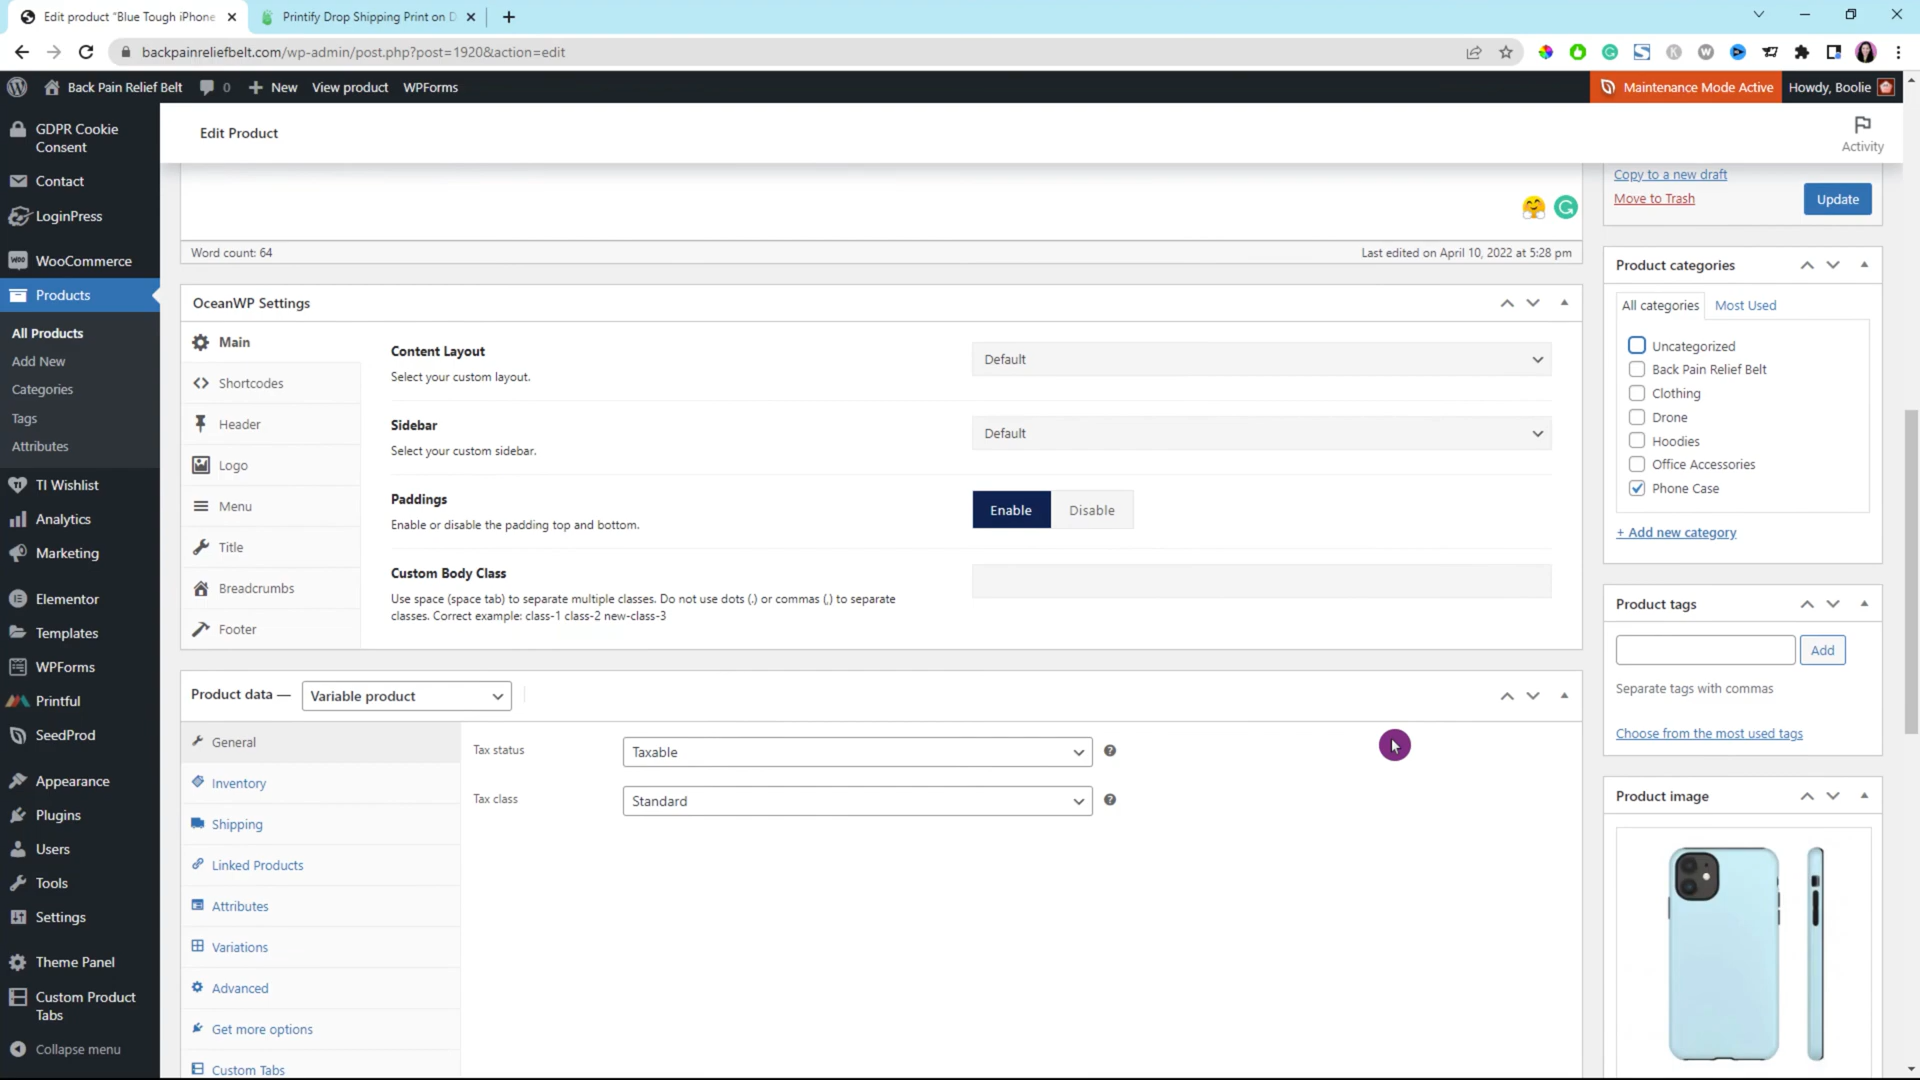 Edit product "Blue Tough iPhone
Printify Drop Shipping Print on D
backpainreliefbelt.com/wp-admin/post.php?post=1920&action=edit
Back Pain Relief Belt
0
New
View product
WPForms
Maintenance Mode Active
Howdy, Boolie
GDPR Cookie
Consent
Contact
LoginPress
WooCommerce
Products
All Products
Add New
Categories
Tags
Attributes
TI Wishlist
Analytics
Marketing
Elementor
Templates
WPForms
Printful
SeedProd
Appearance
Plugins
Users
Tools
Settings
Theme Panel
Custom Product
Tabs
Collapse menu
Edit Product
Activity
Word count: 64
Last edited on April 10, 2022 at 5:28 pm
OceanWP Settings
Main
Shortcodes
Header
Logo
Menu
Title
Breadcrumbs
Footer
Content Layout
Select your custom layout.
Default
Sidebar
Select your custom sidebar.
Default
Paddings
Enable or disable the padding top and bottom.
Enable
Disable
Custom Body Class
Use space (space tab) to separate multiple classes. Do not use dots (.) or commas (,) to separate
classes. Correct example: class-1 class-2 new-class-3
Product data —
Variable product
General
Inventory
Shipping
Linked Products
Attributes
Variations
Advanced
Get more options
Custom Tabs
Tax status
Taxable
Tax class
Standard
Copy to a new draft
Move to Trash
Update
Product categories
All categories
Most Used
Uncategorized
Back Pain Relief Belt
Clothing
Drone
Hoodies
Office Accessories
Phone Case
+ Add new category
Product tags
Add
Separate tags with commas
Choose from the most used tags
Product image